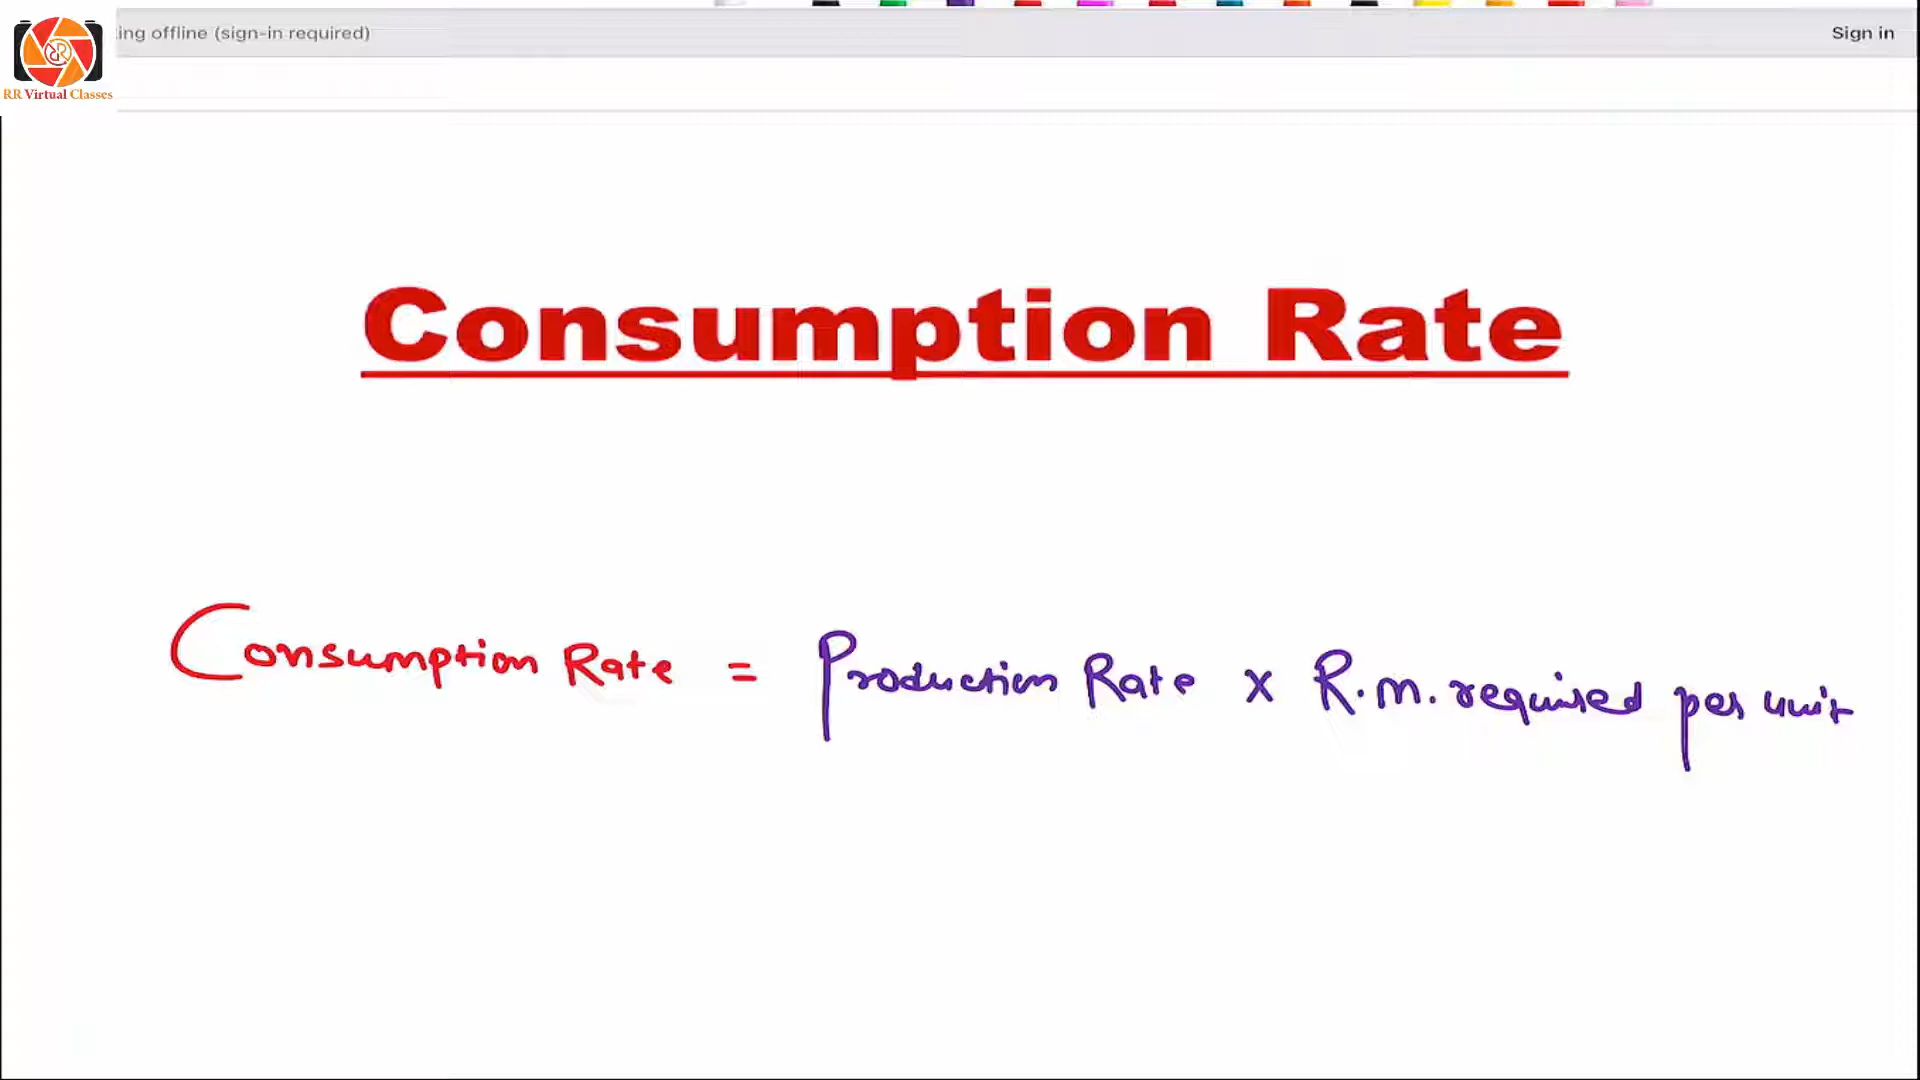 ing offline (sign-in required)
Sign in
RR Virtual Classes
Consumption Rate
Consumption Rate = Production Rate x R.M. required per unit